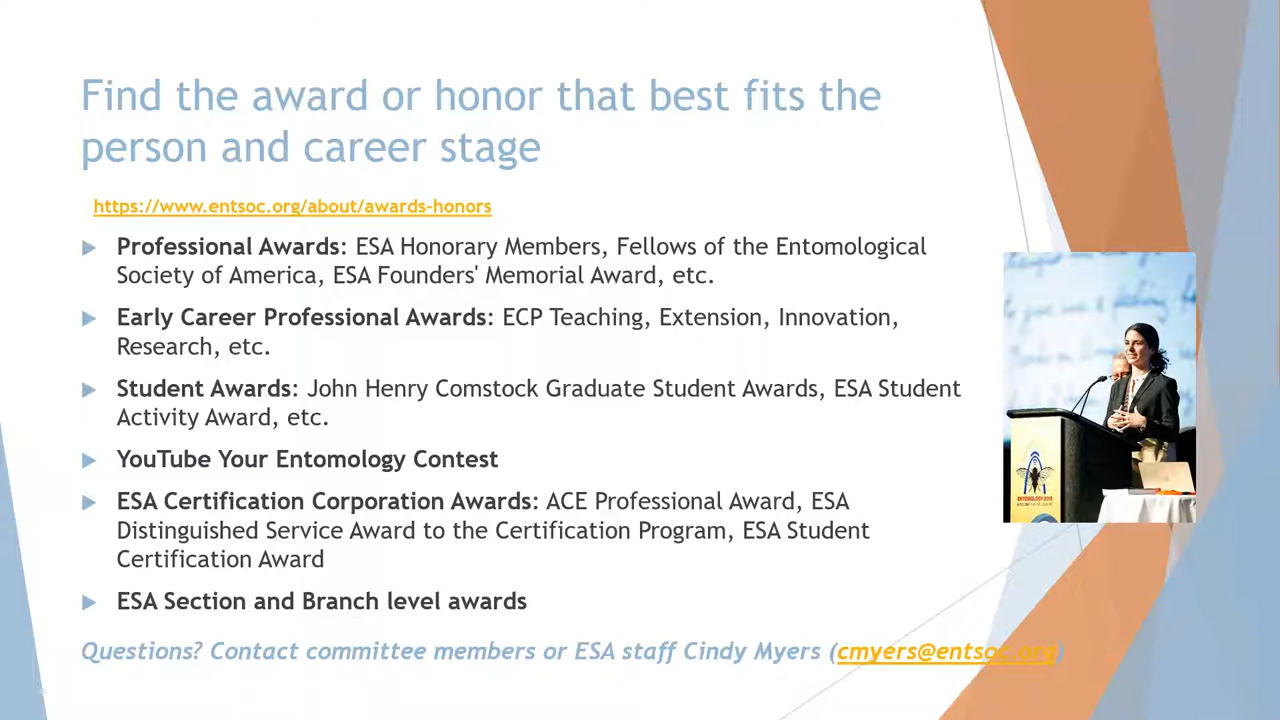 Find the award or honor that best fits the
person and career stage
https://www.entsoc.org/about/awards-honors
Professional Awards: ESA Honorary Members, Fellows of the Entomological
Society of America, ESA Founders' Memorial Award, etc.
Early Career Professional Awards: ECP Teaching, Extension, Innovation,
Research, etc.
Student Awards: John Henry Comstock Graduate Student Awards, ESA Student
Activity Award, etc.
YouTube Your Entomology Contest
ESA Certification Corporation Awards: ACE Professional Award, ESA
Distinguished Service Award to the Certification Program, ESA Student
Certification Award
ESA Section and Branch level awards
Questions? Contact committee members or ESA staff Cindy Myers (cmyers@entsoc.org)